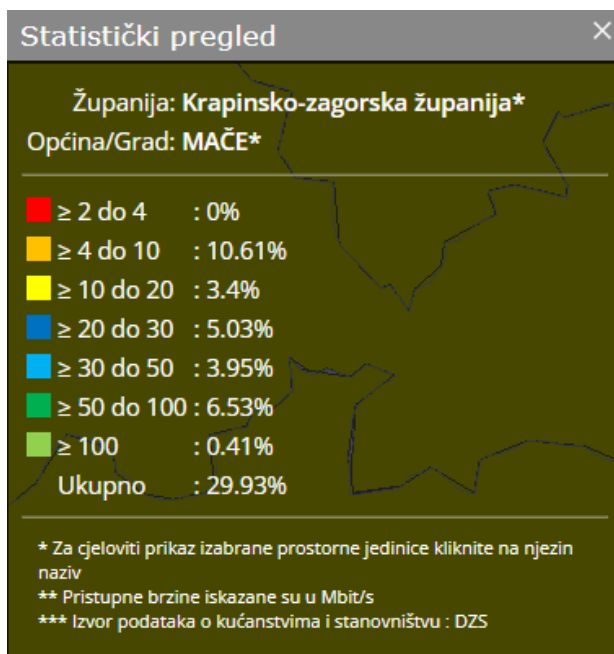 Statistički pregled ×
Županija: Krapinsko-zagorska županija*
Općina/Grad: MAČE*
≥ 2 do 4 : 0%
≥ 4 do 10 : 10.61%
≥ 10 do 20 : 3.4%
≥ 20 do 30 : 5.03%
≥ 30 do 50 : 3.95%
≥ 50 do 100 : 6.53%
≥ 100 : 0.41%
Ukupno : 29.93%
* Za cjeloviti prikaz izabrane prostorne jedinice kliknite na njezin
naziv
** Pristupne brzine iskazane su u Mbit/s
*** Izvor podataka o kućanstvima i stanovništvu : DZS